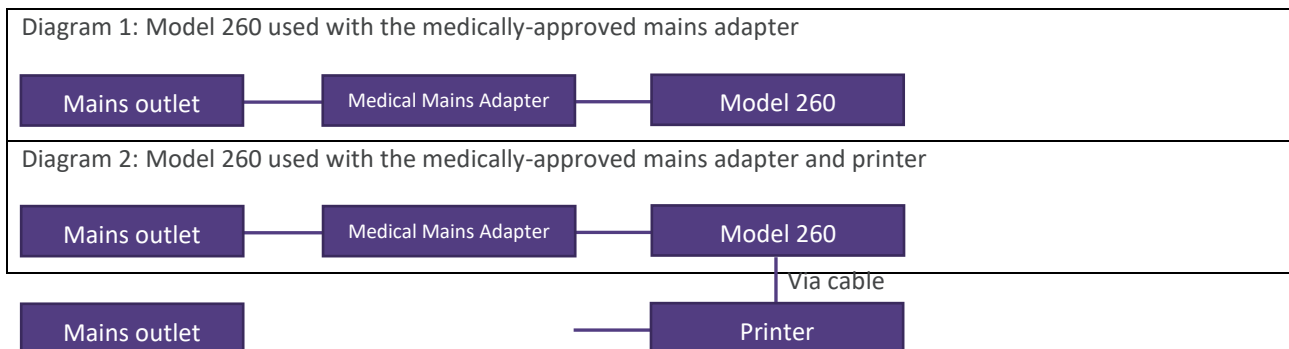 Diagram 1: Model 260 used with the medically-approved mains adapter
Mains outlet Medical Mains Adapter Model 260
Diagram 2: Model 260 used with the medically-approved mains adapter and printer
Mains outlet Medical Mains Adapter Model 260
Via cable
Mains outlet Printer